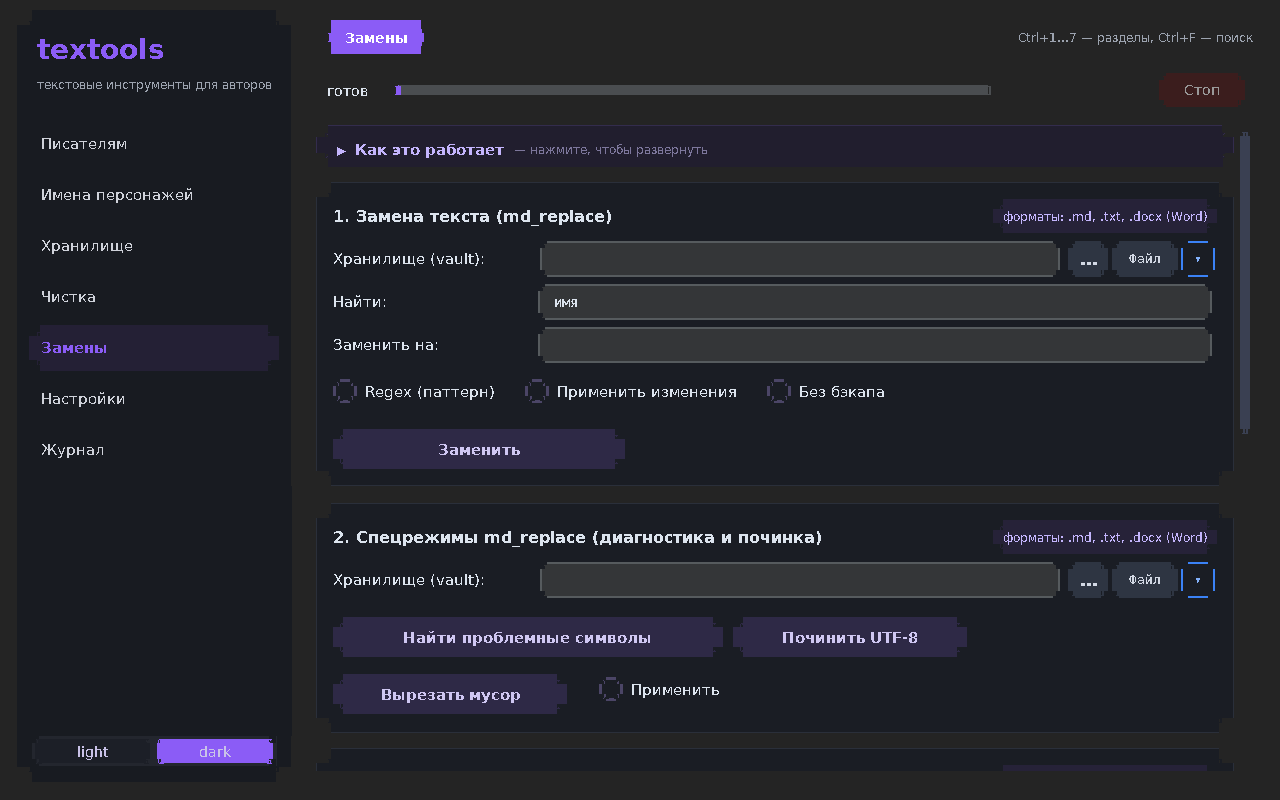 textools
текстовые инструменты для авторов
Писателям
Имена персонажей
Хранилище
Чистка
Замены
Настройки
Журнал
light dark
Замены
Ctrl+1…7 — разделы, Ctrl+F — поиск
готов
Стоп
▶ Как это работает — нажмите, чтобы развернуть
1. Замена текста (md_replace)
форматы: .md, .txt, .docx (Word)
Хранилище (vault): ... Файл ▾
Найти: имя
Заменить на:
Regex (паттерн) Применить изменения Без бэкапа
Заменить
2. Спецрежимы md_replace (диагностика и починка)
форматы: .md, .txt, .docx (Word)
Хранилище (vault): ... Файл ▾
Найти проблемные символы Починить UTF-8
Вырезать мусор Применить